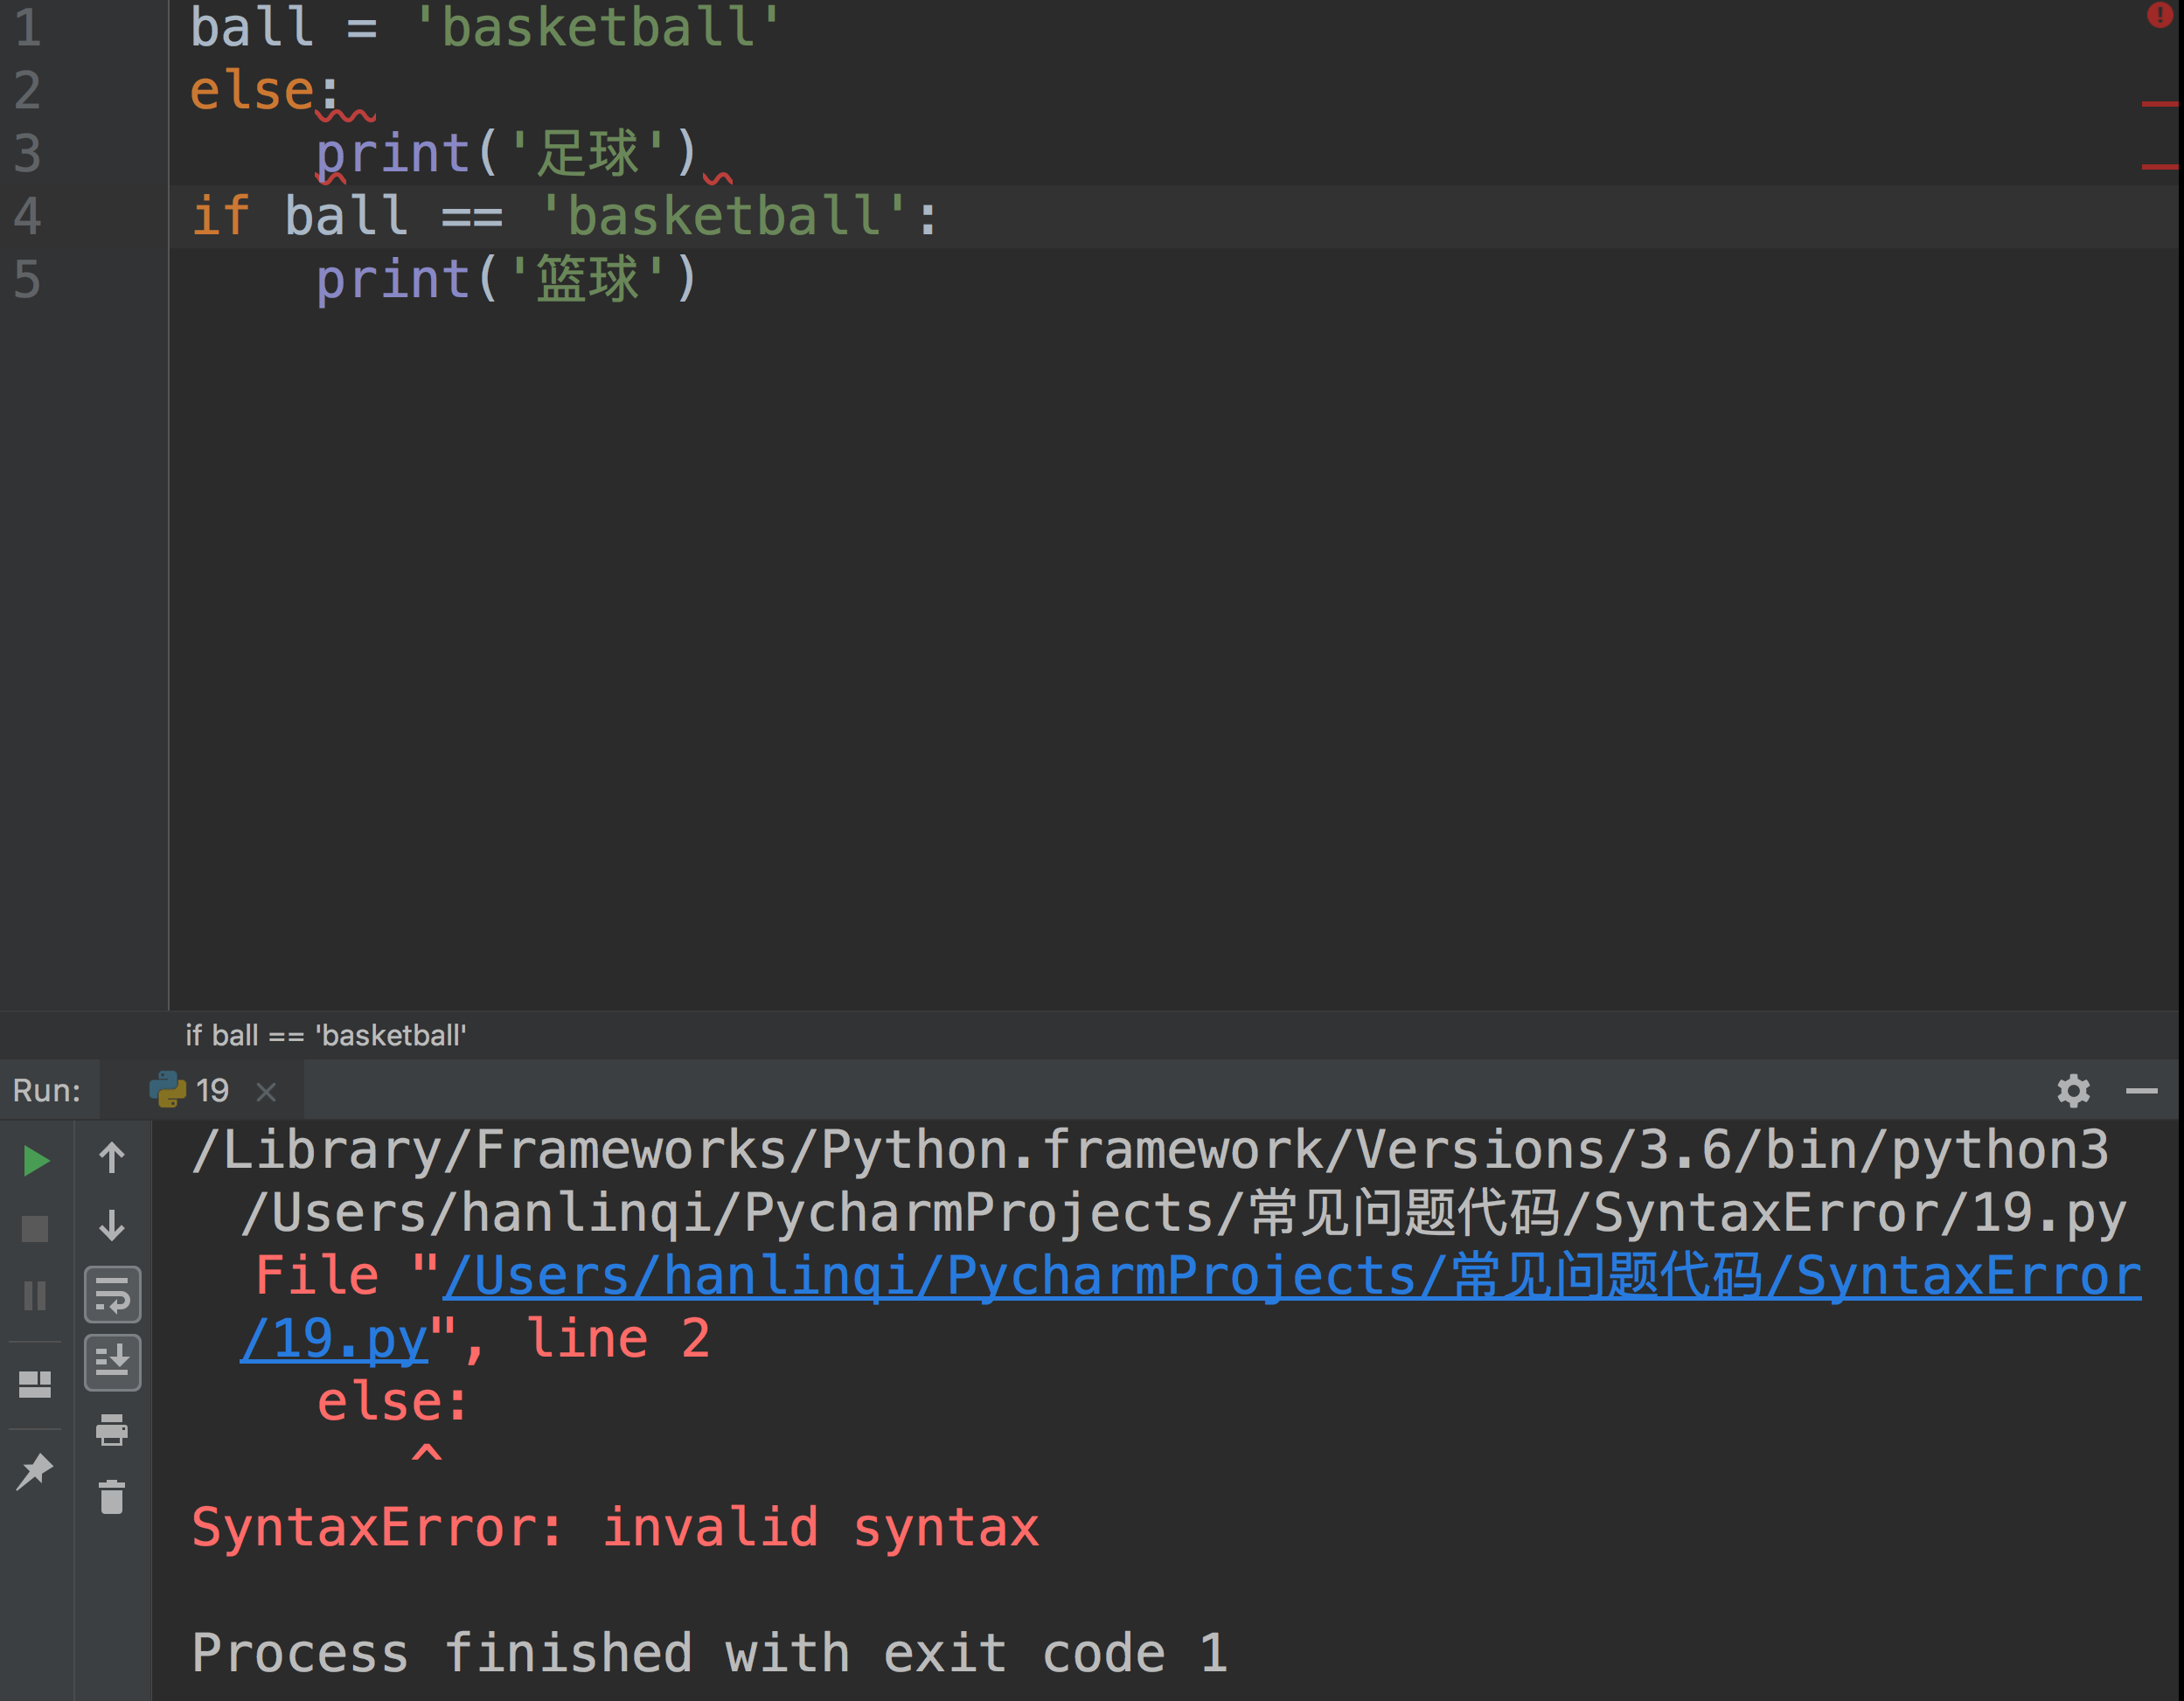 1 ball = 'basketball'
2 else:
3     print('足球')
4 if ball == 'basketball':
5     print('篮球')
if ball == 'basketball'
Run: 19
/Library/Frameworks/Python.framework/Versions/3.6/bin/python3
/Users/hanlinqi/PycharmProjects/常见问题代码/SyntaxError/19.py
File "/Users/hanlinqi/PycharmProjects/常见问题代码/SyntaxError
/19.py", line 2
else:
^
SyntaxError: invalid syntax
Process finished with exit code 1